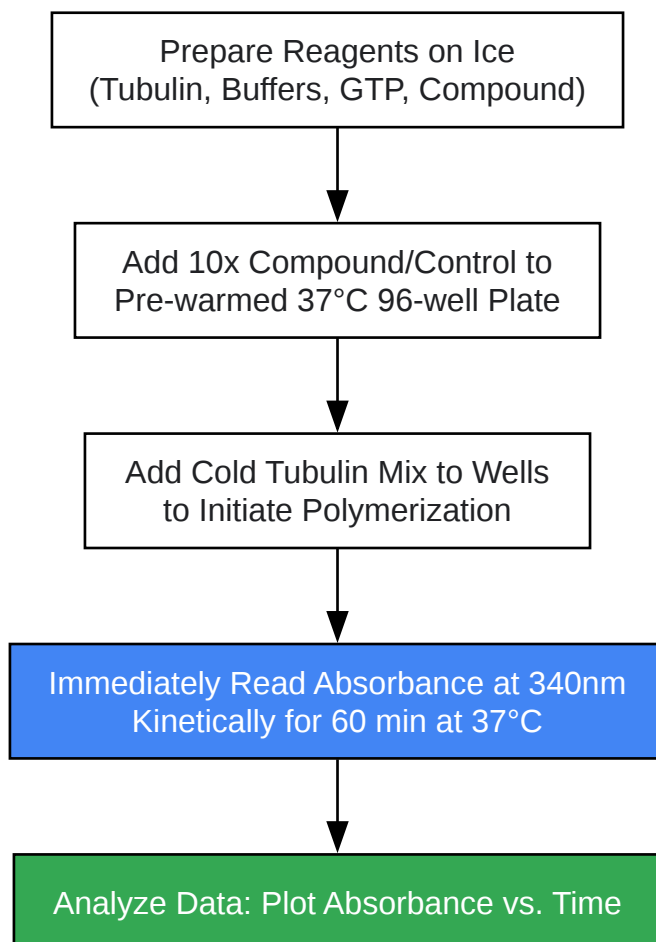 Prepare Reagents on Ice
(Tubulin, Buffers, GTP, Compound)
Add 10x Compound/Control to
Pre-warmed 37°C 96-well Plate
Add Cold Tubulin Mix to Wells
to Initiate Polymerization
Immediately Read Absorbance at 340nm
Kinetically for 60 min at 37°C
Analyze Data: Plot Absorbance vs. Time